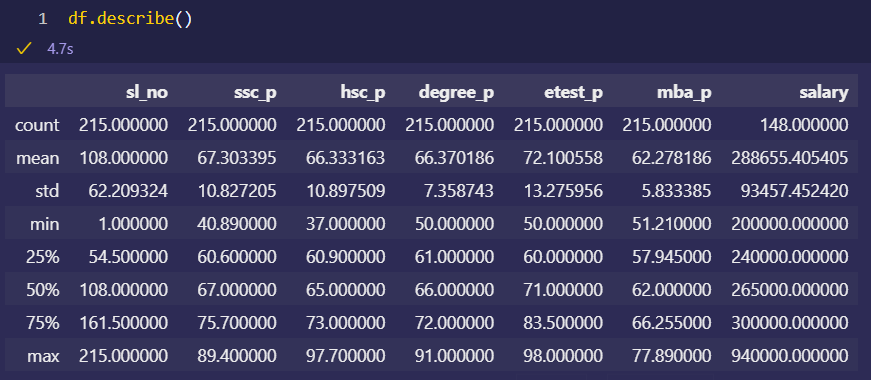 1 df.describe()
4.7s
sl_no ssc_p hsc_p degree_p etest_p mba_p salary
count 215.000000 215.000000 215.000000 215.000000 215.000000 215.000000 148.000000
mean 108.000000 67.303395 66.333163 66.370186 72.100558 62.278186 288655.405405
std 62.209324 10.827205 10.897509 7.358743 13.275956 5.833385 93457.452420
min 1.000000 40.890000 37.000000 50.000000 50.000000 51.210000 200000.000000
25% 54.500000 60.600000 60.900000 61.000000 60.000000 57.945000 240000.000000
50% 108.000000 67.000000 65.000000 66.000000 71.000000 62.000000 265000.000000
75% 161.500000 75.700000 73.000000 72.000000 83.500000 66.255000 300000.000000
max 215.000000 89.400000 97.700000 91.000000 98.000000 77.890000 940000.000000